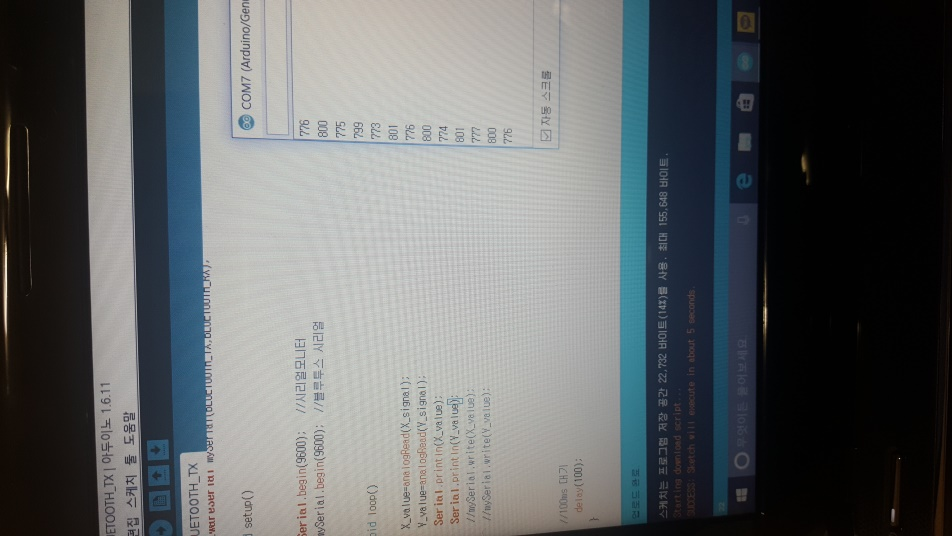 ETOOTH_TX | 아두이노 1.6.11
편집 스케치 툴 도움말
UETOOTH_TX
setup()
Serial.begin(9600); //시리얼모니터
mySerial.begin(9600); //블루투스 시리얼
oid loop()
X_value=analogRead(X_signal);
Y_value=analogRead(Y_signal);
Serial.println(X_value);
Serial.println(Y_value);
//mySerial.write(X_value);
//mySerial.write(Y_value);
//100ms 대기
delay(100);
}
COM7 (Arduino/Gen
776
800
775
799
773
801
776
800
774
801
777
800
776
자동 스크롤
업로드 완료
스케치는 프로그램 저장 공간 22,732 바이트(14%)를 사용. 최대 155,648 바이트.
Starting download script...
SUCCESS: Sketch will execute in about 5 seconds.
22
무엇이든 물어보세요.